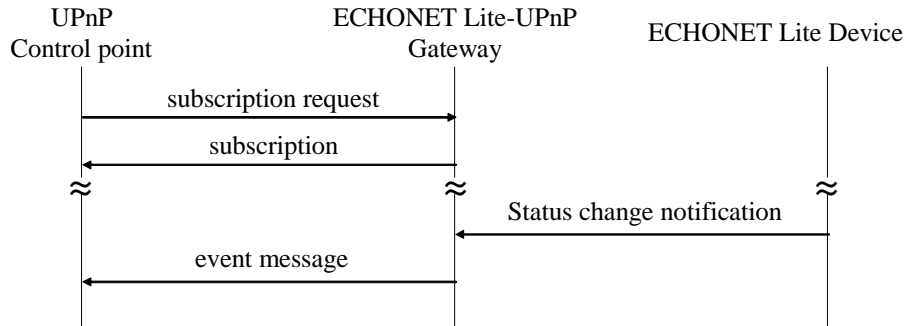 UPnP
Control point
ECHONET Lite-UPnP
Gateway
ECHONET Lite Device
subscription request
subscription
Status change notification
event message